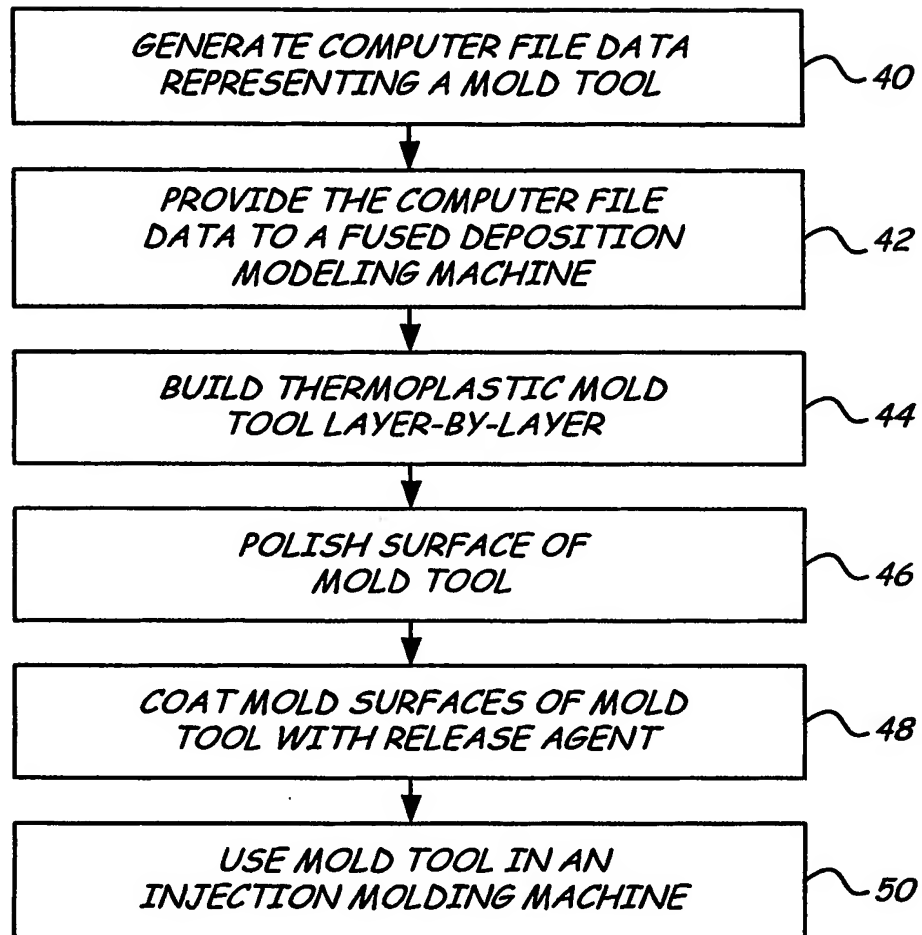 GENERATE COMPUTER FILE DATA
REPRESENTING A MOLD TOOL
40
PROVIDE THE COMPUTER FILE
DATA TO A FUSED DEPOSITION
MODELING MACHINE
42
BUILD THERMOPLASTIC MOLD
TOOL LAYER-BY-LAYER
44
POLISH SURFACE OF
MOLD TOOL
46
COAT MOLD SURFACES OF MOLD
TOOL WITH RELEASE AGENT
48
USE MOLD TOOL IN AN
INJECTION MOLDING MACHINE
50